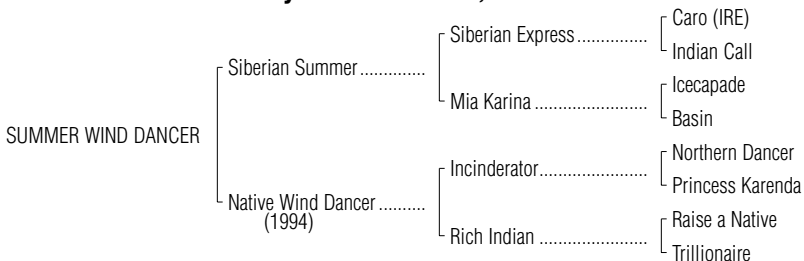 Caro (IRE)
Siberian Express...............
Indian Call
Siberian Summer..............
Icecapade
Mia Karina ........................
Basin
SUMMER WIND DANCER
Northern Dancer
Incinderator.......................
Princess Karenda
Native Wind Dancer ..........
(1994)
Raise a Native
Rich Indian .......................
Trillionaire